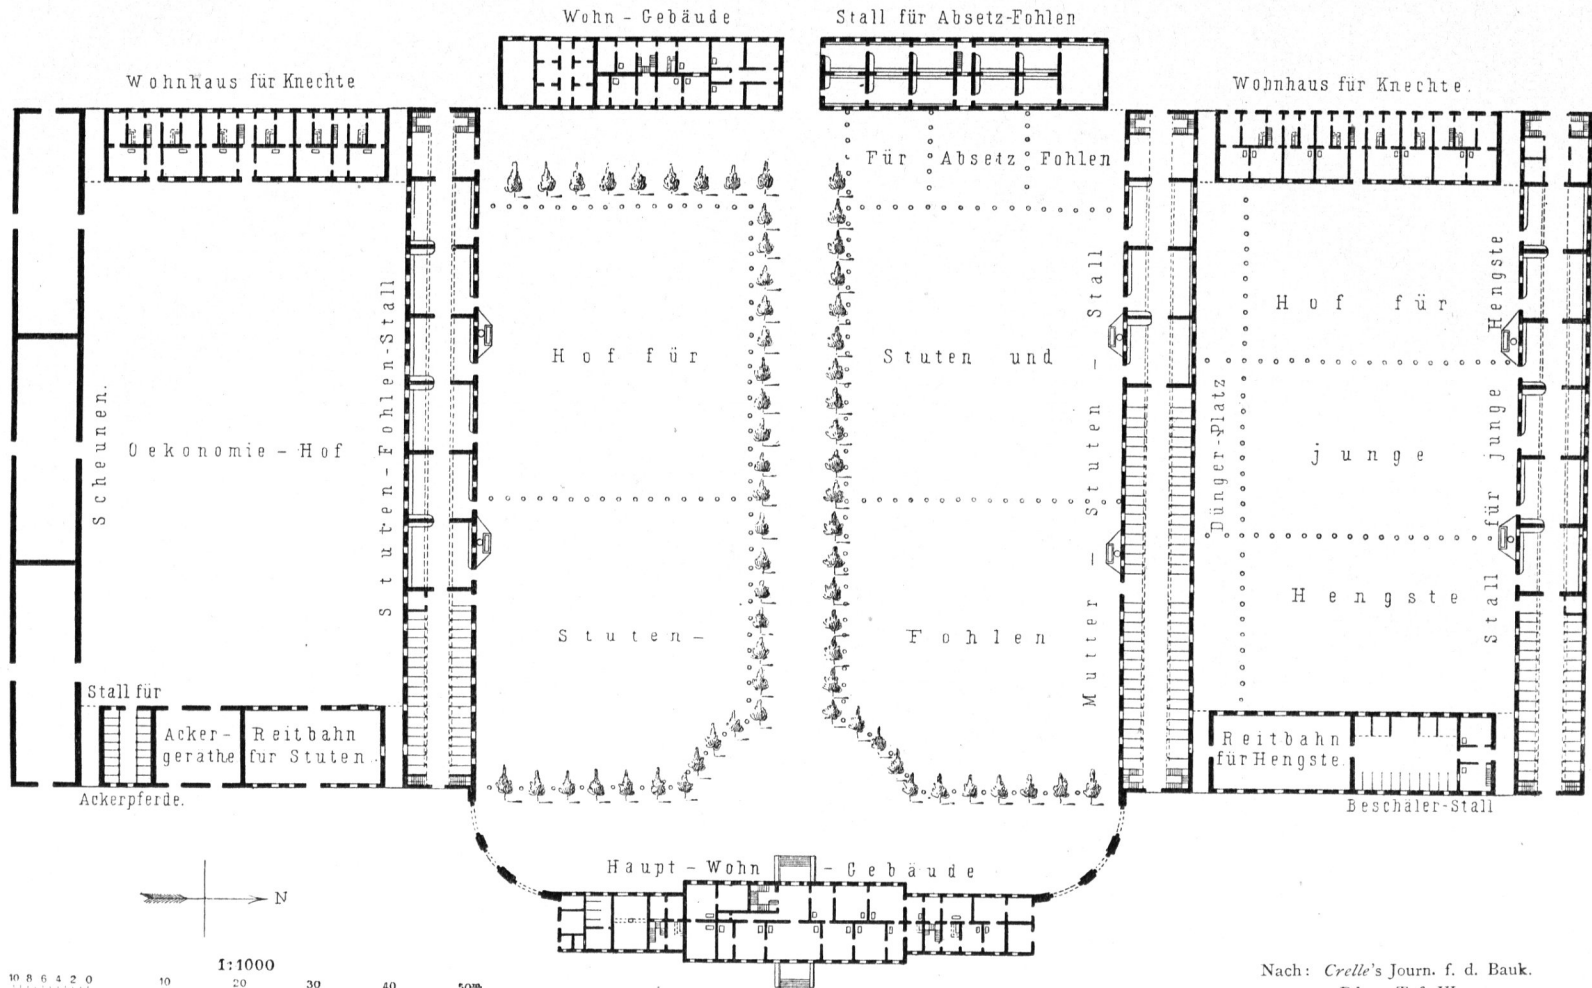 Wohn - Gebäude
Stall für Absetz-Fohlen
Wohnhaus für Knechte
Wohnhaus für Knechte.
Für Absetz Fohlen
Scheunen.
Oekonomie - Hof
Stuten-Fohlen-Stall
Hof für
Stuten und
Stuten-
Fohlen
Mutter - Stuten - Stall
Dünger-Platz
Hof für
junge
Hengste
Stall für junge Hengste
Stall für
Ackerpferde.
Acker-
gerathe
Reitbahn
fur Stuten
Reitbahn
für Hengste.
Beschäler-Stall
Haupt - Wohn - Gebäude
N
1:1000
10 8 6 4 2 0 10 20 30 40 50m
Nach: Crelle's Journ. f. d. Bauk.